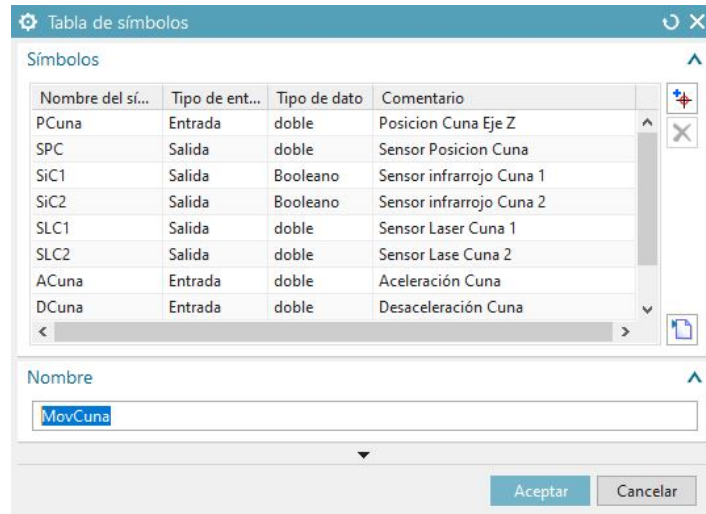 Tabla de símbolos
Símbolos
Nombre del sí... Tipo de ent... Tipo de dato Comentario
PCuna Entrada doble Posicion Cuna Eje Z
SPC Salida doble Sensor Posicion Cuna
SiC1 Salida Booleano Sensor infrarrojo Cuna 1
SiC2 Salida Booleano Sensor infrarrojo Cuna 2
SLC1 Salida doble Sensor Laser Cuna 1
SLC2 Salida doble Sensor Lase Cuna 2
ACuna Entrada doble Aceleración Cuna
DCuna Entrada doble Desaceleración Cuna
Nombre
MovCuna
Aceptar Cancelar